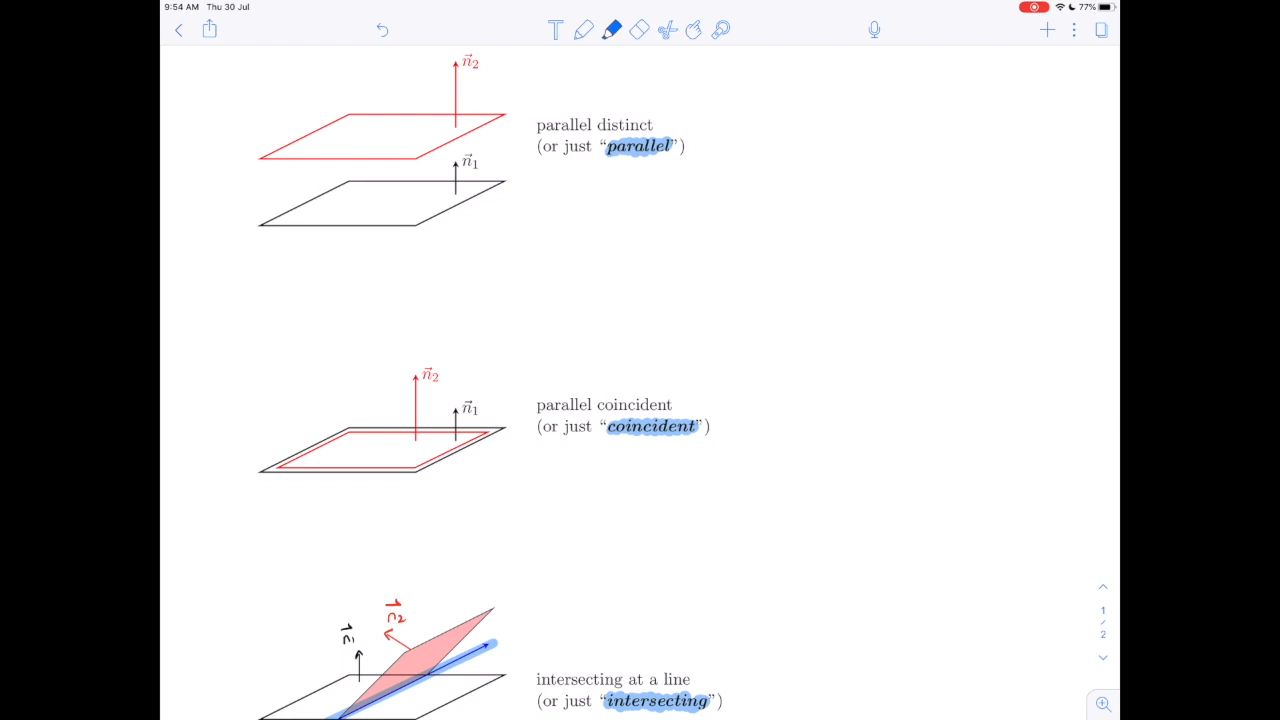 9:54 AM Thu 30 Jul
77%
n⃗2
parallel distinct
(or just “parallel”)
n⃗1
n⃗2
n⃗1
parallel coincident
(or just “coincident”)
1
/
2
n⃗2
intersecting at a line
(or just “intersecting”)